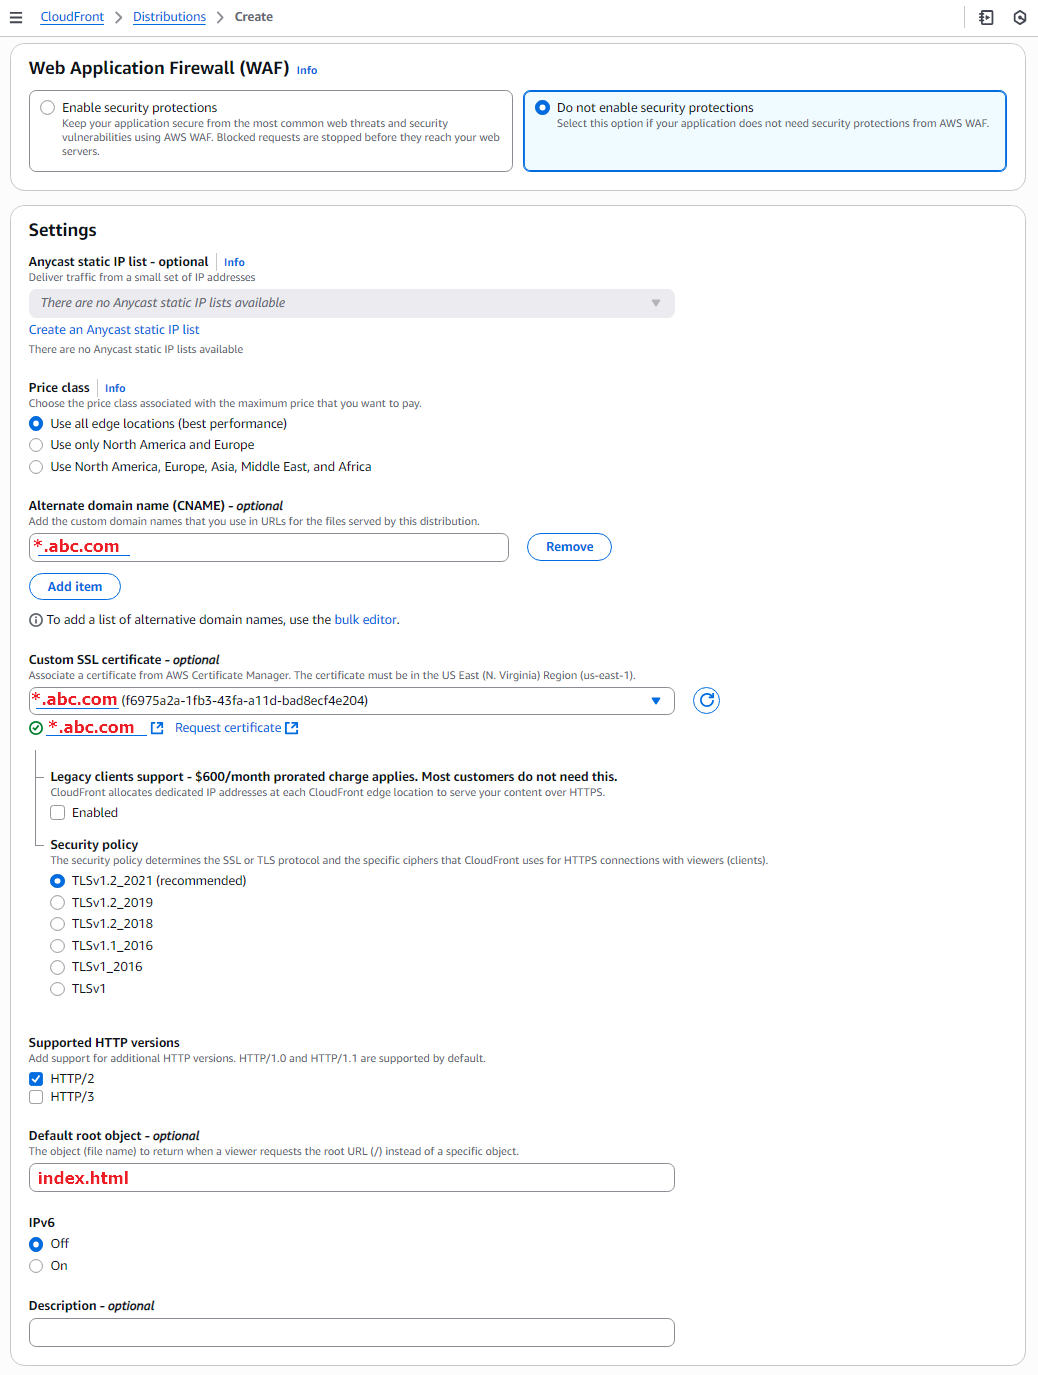 CloudFront > Distributions > Create
Web Application Firewall (WAF) Info
Enable security protections
Keep your application secure from the most common web threats and security
vulnerabilities using AWS WAF. Blocked requests are stopped before they reach your web
servers.
Do not enable security protections
Select this option if your application does not need security protections from AWS WAF.
Settings
Anycast static IP list - optional Info
Deliver traffic from a small set of IP addresses
There are no Anycast static IP lists available
Create an Anycast static IP list
There are no Anycast static IP lists available
Price class Info
Choose the price class associated with the maximum price that you want to pay.
Use all edge locations (best performance)
Use only North America and Europe
Use North America, Europe, Asia, Middle East, and Africa
Alternate domain name (CNAME) - optional
Add the custom domain names that you use in URLs for the files served by this distribution.
*.abc.com Remove
Add item
To add a list of alternative domain names, use the bulk editor.
Custom SSL certificate - optional
Associate a certificate from AWS Certificate Manager. The certificate must be in the US East (N. Virginia) Region (us-east-1).
*.abc.com (f6975a2a-1fb3-43fa-a11d-bad8ecf4e204)
*.abc.com Request certificate
Legacy clients support - $600/month prorated charge applies. Most customers do not need this.
CloudFront allocates dedicated IP addresses at each CloudFront edge location to serve your content over HTTPS.
Enabled
Security policy
The security policy determines the SSL or TLS protocol and the specific ciphers that CloudFront uses for HTTPS connections with viewers (clients).
TLSv1.2_2021 (recommended)
TLSv1.2_2019
TLSv1.2_2018
TLSv1.1_2016
TLSv1_2016
TLSv1
Supported HTTP versions
Add support for additional HTTP versions. HTTP/1.0 and HTTP/1.1 are supported by default.
HTTP/2
HTTP/3
Default root object - optional
The object (file name) to return when a viewer requests the root URL (/) instead of a specific object.
index.html
IPv6
Off
On
Description - optional